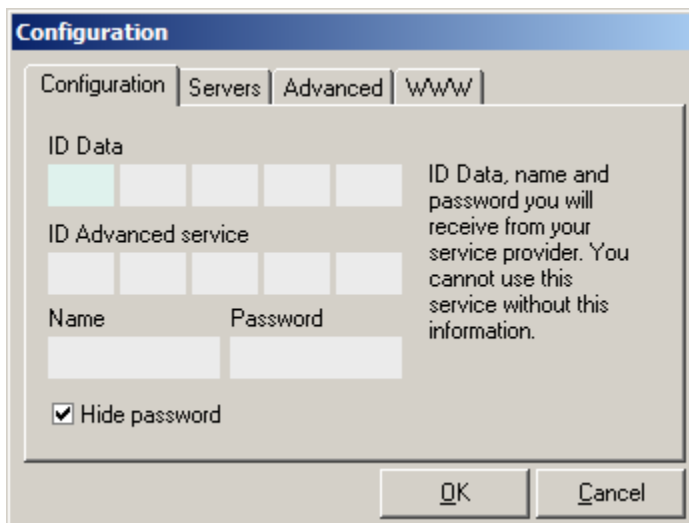 Configuration
Configuration Servers Advanced WWW
ID Data
ID Data, name and
password you will
receive from your
service provider. You
cannot use this
service without this
information.
ID Advanced service
Name Password
Hide password
OK Cancel